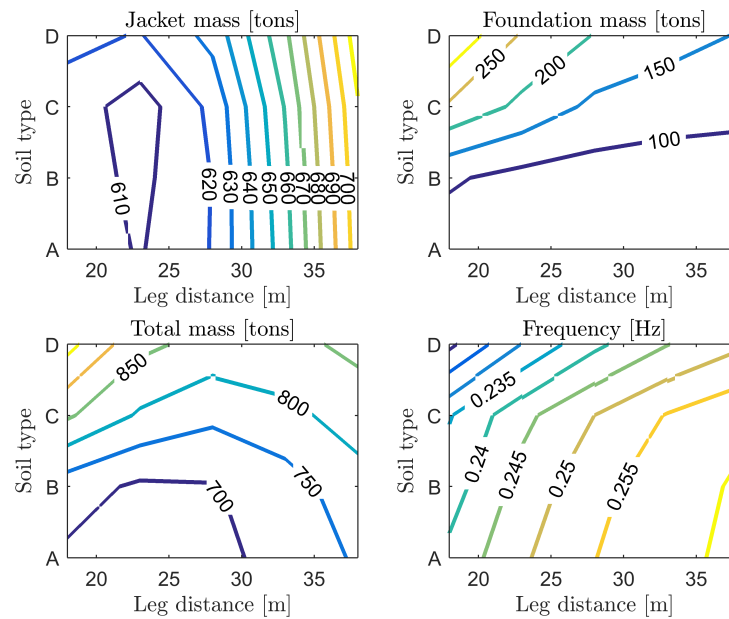 Jacket mass [tons]
Foundation mass [tons]
D
C
B
A
Soil type
610
620
630
640
650
660
670
680
690
700
20
25
30
35
Leg distance [m]
D
C
B
A
Soil type
250
200
150
100
20
25
30
35
Leg distance [m]
Total mass [tons]
Frequency [Hz]
D
C
B
A
Soil type
850
800
750
700
20
25
30
35
Leg distance [m]
D
C
B
A
Soil type
0.235
0.24
0.245
0.25
0.255
20
25
30
35
Leg distance [m]